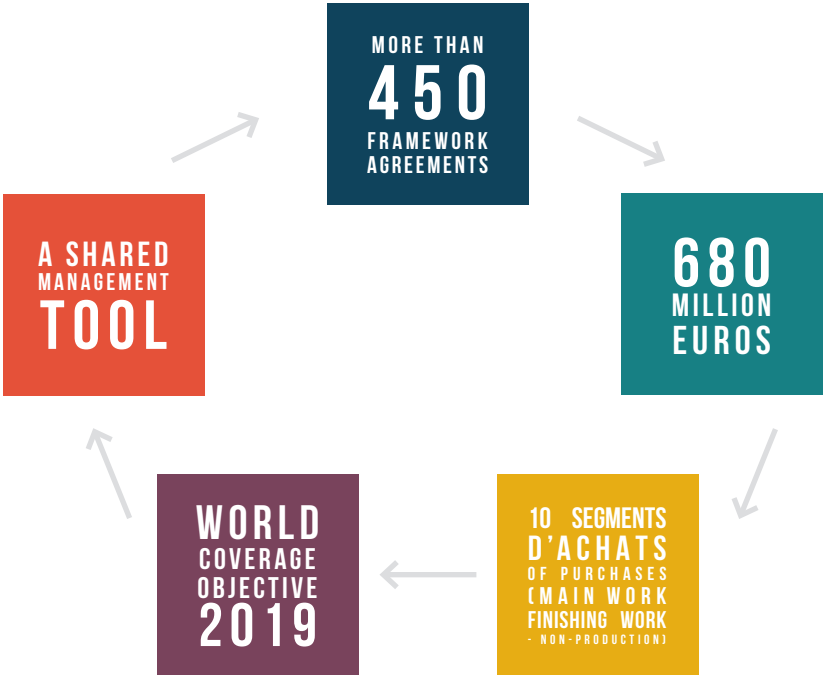 MORE THAN
450
FRAMEWORK
AGREEMENTS
680
MILLION
EUROS
10 SEGMENTS
D'ACHATS
OF PURCHASES
(MAIN WORK
FINISHING WORK
- NON-PRODUCTION)
WORLD
COVERAGE
OBJECTIVE
2019
A SHARED
MANAGEMENT
TOOL